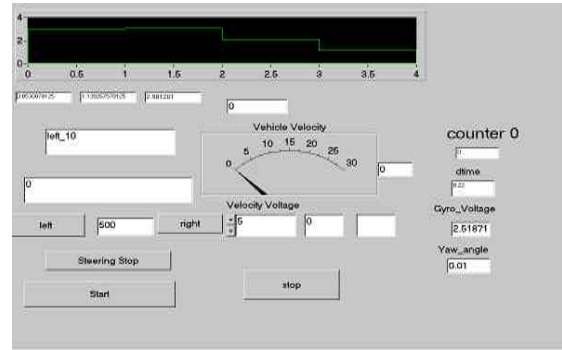 4
2
0
0 0.5 1 1.5 2 2.5 3 3.5 4
0
Vehicle Velocity
counter 0
left_10
0 5 10 15 20 25 30
0
0
dtime
0
Velocity Voltage
Gyro_Voltage
left 500 right 5 0
2.51871
Yaw_angle
Steering Stop
0.01
Start
stop